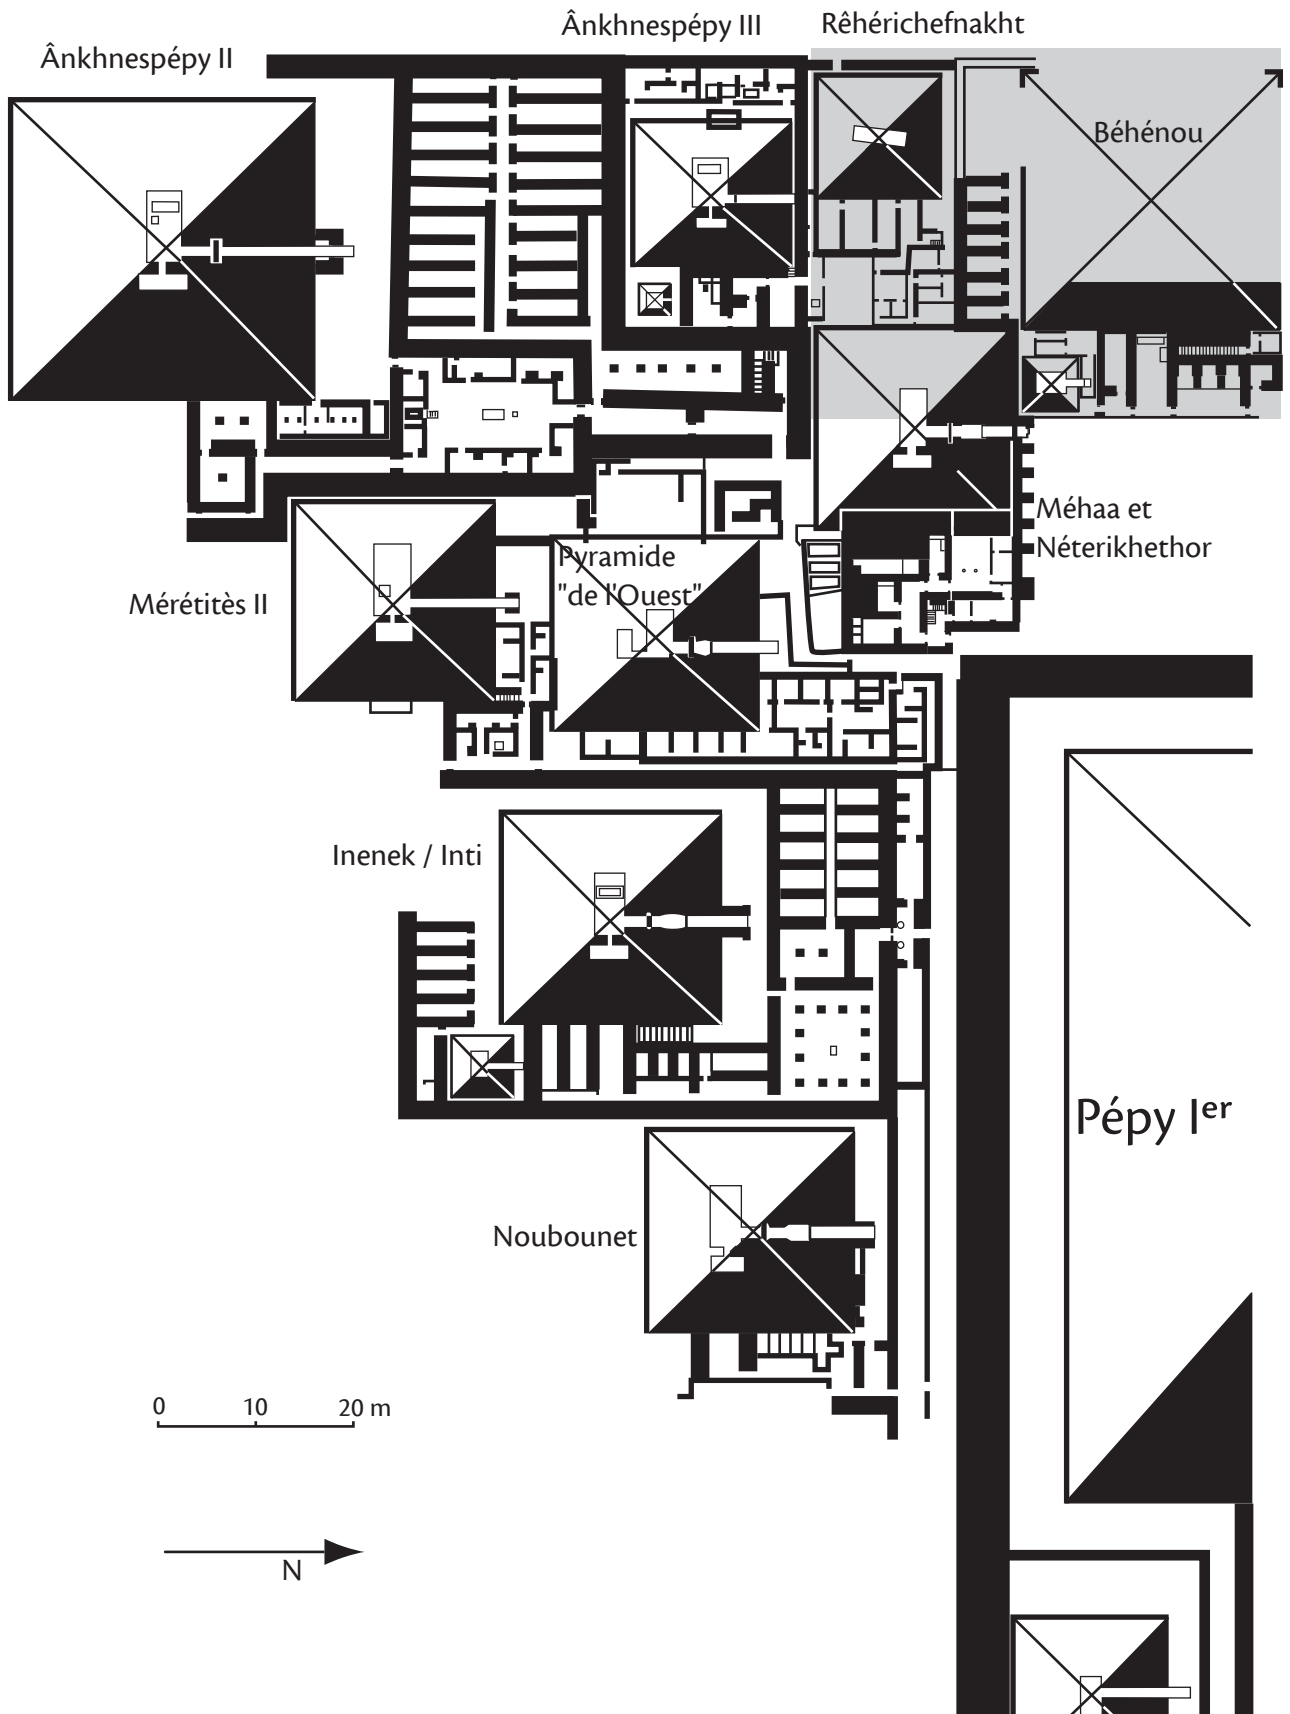 Ânkhnespépy II
Ânkhnespépy III
Rêhérichefnakht
Béhénou
Méhaa et
Néterikhethor
Pyramide
"de l'Ouest"
Mérétitès II
Inenek / Inti
Pépy Iᵉʳ
Noubounet
0 10 20 m
N